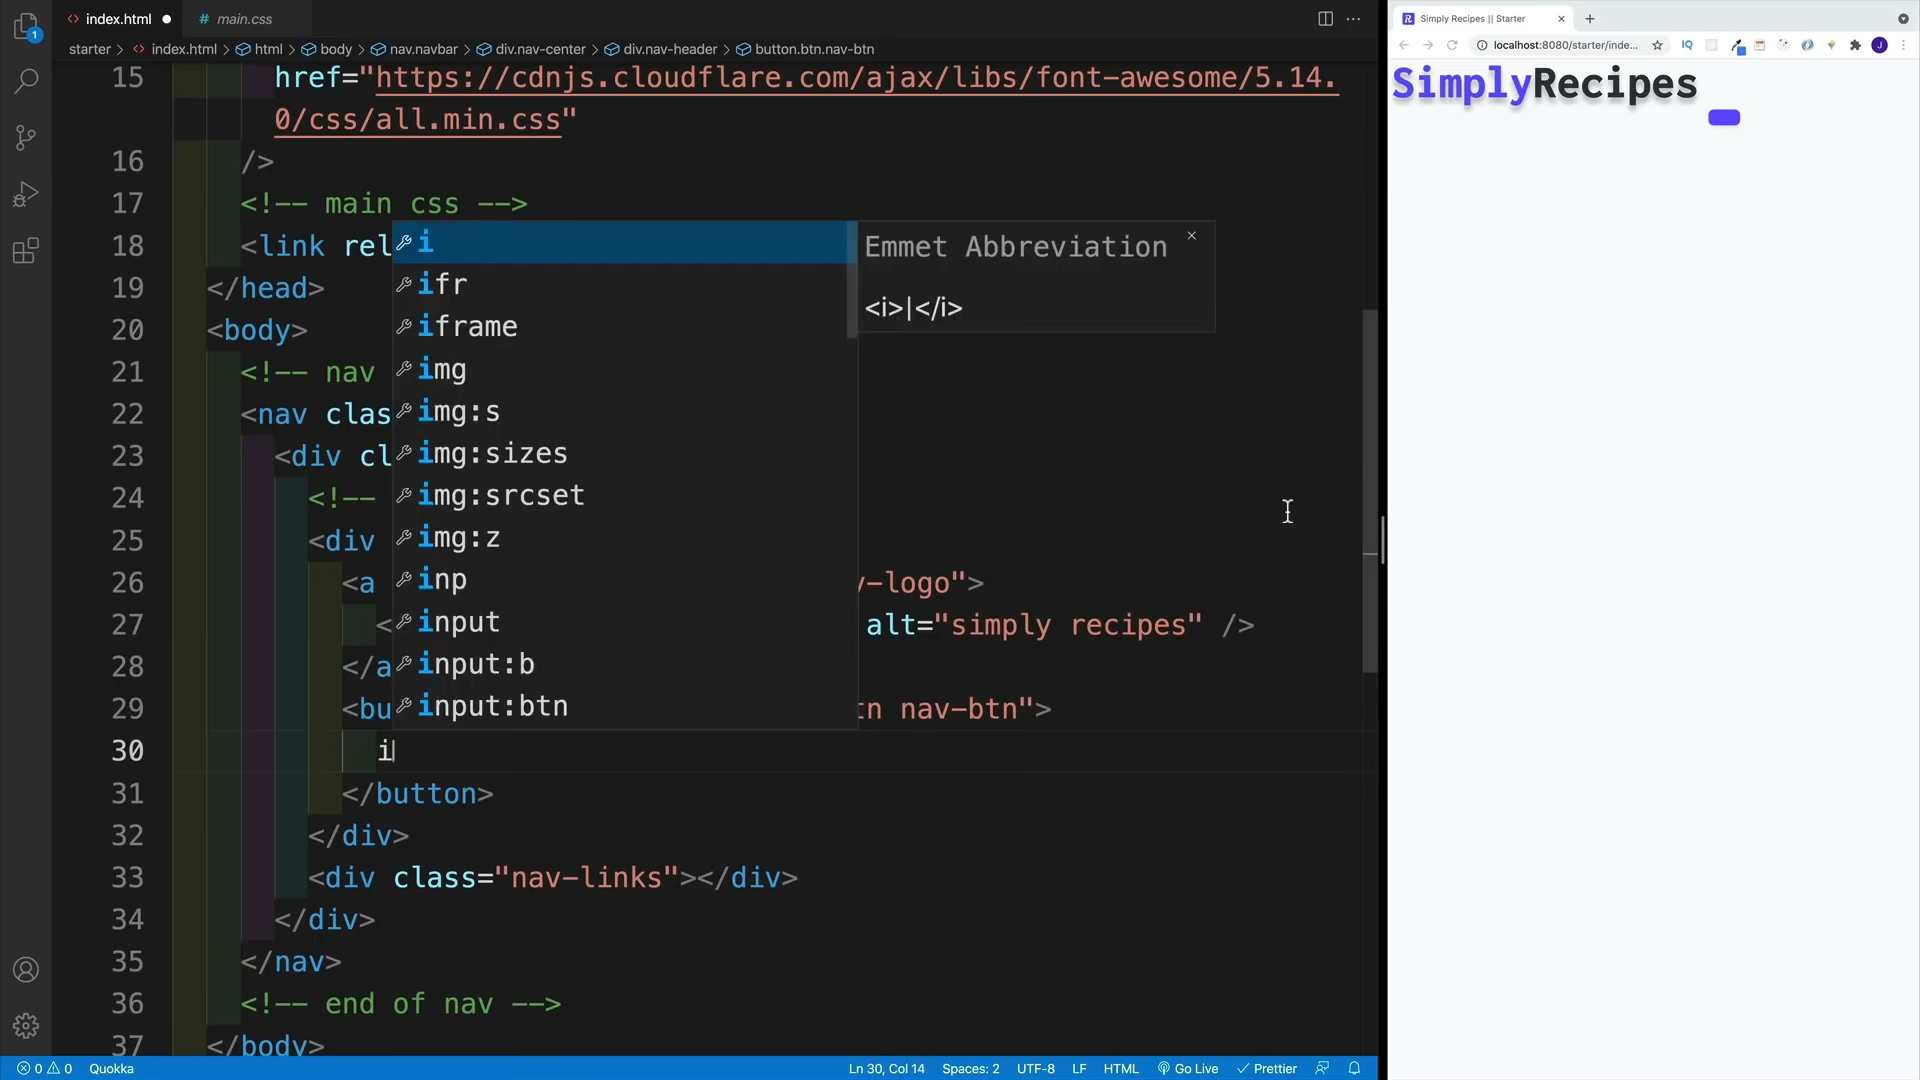 index.html
# main.css
Simply Recipes || Starter
starter > index.html > html > body > nav.navbar > div.nav-center > div.nav-header > button.btn.nav-btn
localhost:8080/starter/inde...
IQ
J
1
15 href="https://cdnjs.cloudflare.com/ajax/libs/font-awesome/5.14.
0/css/all.min.css"
SimplyRecipes
16 />
17 <!-- main css -->
18 <link rel
19 </head>
20 <body>
21 <!-- nav
22 <nav clas
23 <div cl
24 <!--
25 <div
26 <a -logo">
27 < alt="simply recipes" />
28 </a
29 <bu tn nav-btn">
30 i
31 </button>
32 </div>
33 <div class="nav-links"></div>
34 </div>
35 </nav>
36 <!-- end of nav -->
37 </body>
i
ifr
iframe
img
img:s
img:sizes
img:srcset
img:z
inp
input
input:b
input:btn
Emmet Abbreviation
<i>|</i>
0 0 Quokka Ln 30, Col 14 Spaces: 2 UTF-8 LF HTML Go Live Prettier